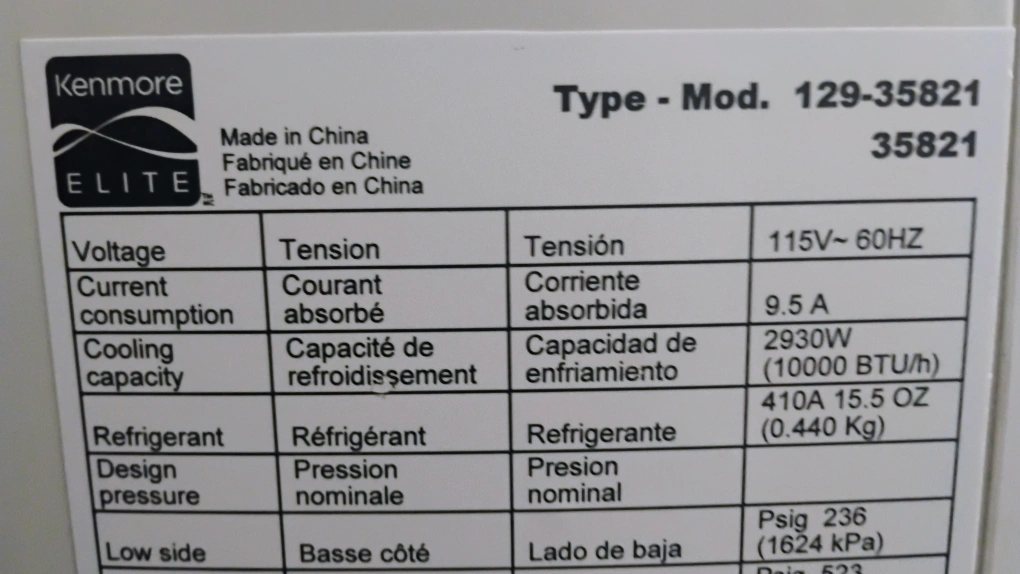 Kenmore
ELITE
Type - Mod. 129-35821
35821
Made in China
Fabriqué en Chine
Fabricado en China
Voltage Tension Tensión 115V~ 60HZ
Current consumption Courant absorbé Corriente absorbida 9.5 A
Cooling capacity Capacité de refroidissement Capacidad de enfriamiento 2930W (10000 BTU/h)
Refrigerant Réfrigérant Refrigerante 410A 15.5 OZ (0.440 Kg)
Design pressure Pression nominale Presion nominal
Low side Basse côté Lado de baja Psig 236 (1624 kPa)